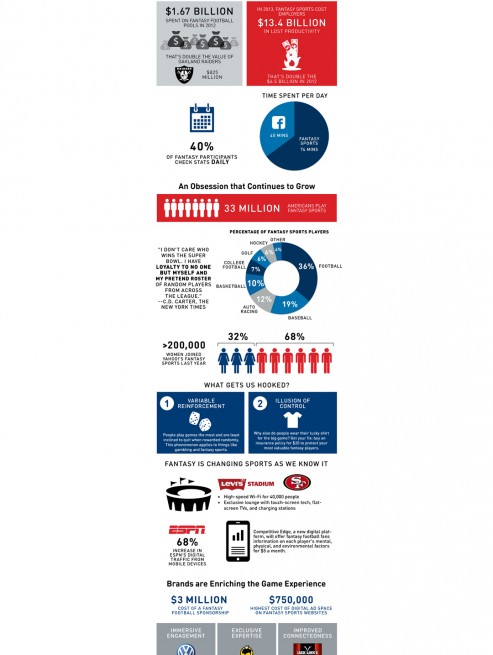 $1.67 BILLION
SPENT ON FANTASY FOOTBALL
POOLS IN 2012
THAT'S DOUBLE THE VALUE OF
OAKLAND RAIDERS
RAIDERS
$825
MILLION
IN 2013, FANTASY SPORTS COST
EMPLOYERS
$13.4 BILLION
IN LOST PRODUCTIVITY
THAT'S DOUBLE THE
$6.5 BILLION IN 2012
40%
OF FANTASY PARTICIPANTS
CHECK STATS DAILY
TIME SPENT PER DAY
40 MINS
FANTASY
SPORTS
74 MINS
An Obsession that Continues to Grow
33 MILLION
AMERICANS PLAY
FANTASY SPORTS
"I DON'T CARE WHO
WINS THE SUPER
BOWL. I HAVE
LOYALTY TO NO ONE
BUT MYSELF AND
MY PRETEND ROSTER
OF RANDOM PLAYERS
FROM ACROSS
THE LEAGUE."
--C.D. CARTER, THE
NEW YORK TIMES
PERCENTAGE OF FANTASY SPORTS PLAYERS
OTHER
HOCKEY
GOLF
6%
COLLEGE
FOOTBALL
7%
BASKETBALL
10%
AUTO
RACING
12%
19%
BASEBALL
36%
FOOTBALL
>200,000
WOMEN JOINED
YAHOO!'S FANTASY
SPORTS LAST YEAR
32%
68%
WHAT GETS US HOOKED?
1
VARIABLE
REINFORCEMENT
People play games the most and are least
inclined to quit when rewarded randomly.
This phenomenon applies to things like
gambling and fantasy sports.
2
ILLUSION OF
CONTROL
Why else do people wear their lucky shirt
for the big game? Last year, fans buy an
insurance policy for $20 to protect your
most valuable fantasy players.
FANTASY IS CHANGING SPORTS AS WE KNOW IT
Levi's STADIUM
SF
• High-speed Wi-Fi for 40,000 people
• Exclusive lounge with touch-screen tech, flat-
screen TVs, and charging stations
ESPN
68%
INCREASE IN
ESPN'S DIGITAL
TRAFFIC FROM
MOBILE DEVICES
Competitive Edge, a new digital plat-
form, will offer fantasy football fans
information on each player's mental,
physical, and environmental factors
for $5 a month.
Brands are Enriching the Game Experience
$3 MILLION
COST OF A FANTASY
FOOTBALL SPONSORSHIP
$750,000
HIGHEST COST OF DIGITAL AD SPACE
ON FANTASY SPORTS WEBSITES
IMMERSIVE
ENGAGEMENT
EXCLUSIVE
EXPERTISE
IMPROVED
CONNECTEDNESS
JACK LINK'S